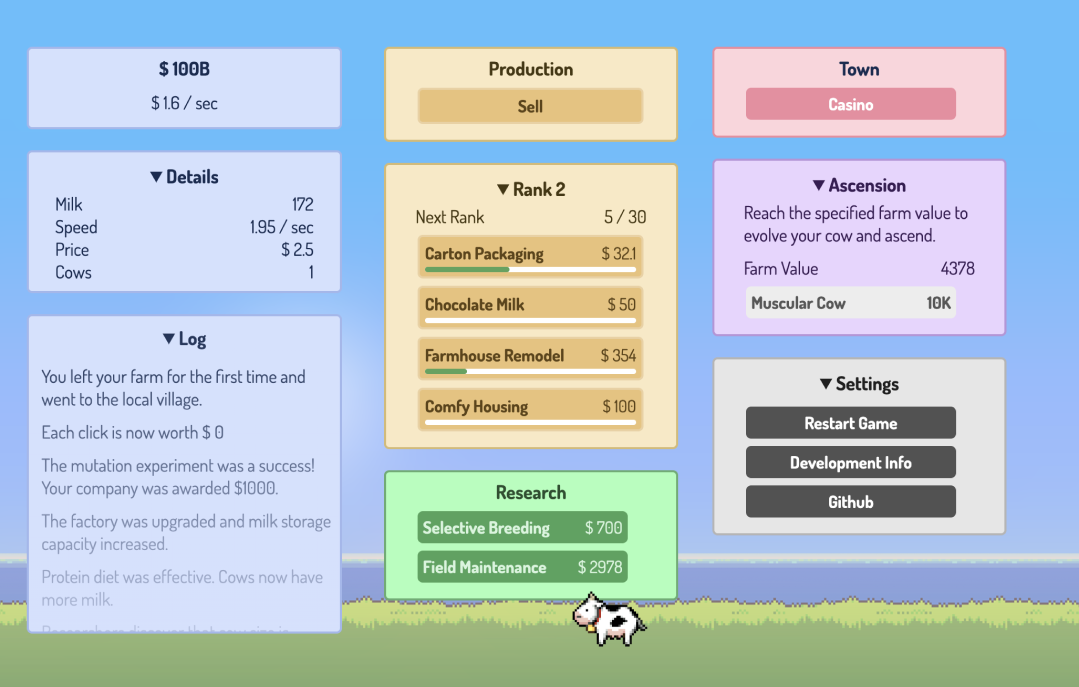 $ 100B
$ 1.6 / sec
▼ Details
Milk 172
Speed 1.95 / sec
Price $ 2.5
Cows 1
▼ Log
You left your farm for the first time and
went to the local village.
Each click is now worth $ 0
The mutation experiment was a success!
Your company was awarded $1000.
The factory was upgraded and milk storage
capacity increased.
Protein diet was effective. Cows now have
more milk.
Production
Sell
▼ Rank 2
Next Rank 5 / 30
Carton Packaging $ 32.1
Chocolate Milk $ 50
Farmhouse Remodel $ 354
Comfy Housing $ 100
Research
Selective Breeding $ 700
Field Maintenance $ 2978
Town
Casino
▼ Ascension
Reach the specified farm value to
evolve your cow and ascend.
Farm Value 4378
Muscular Cow 10K
▼ Settings
Restart Game
Development Info
Github